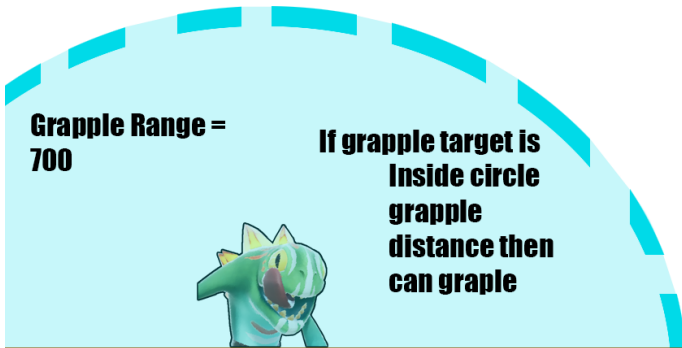 Grapple Range =
700
If grapple target is
Inside circle
grapple
distance then
can graple